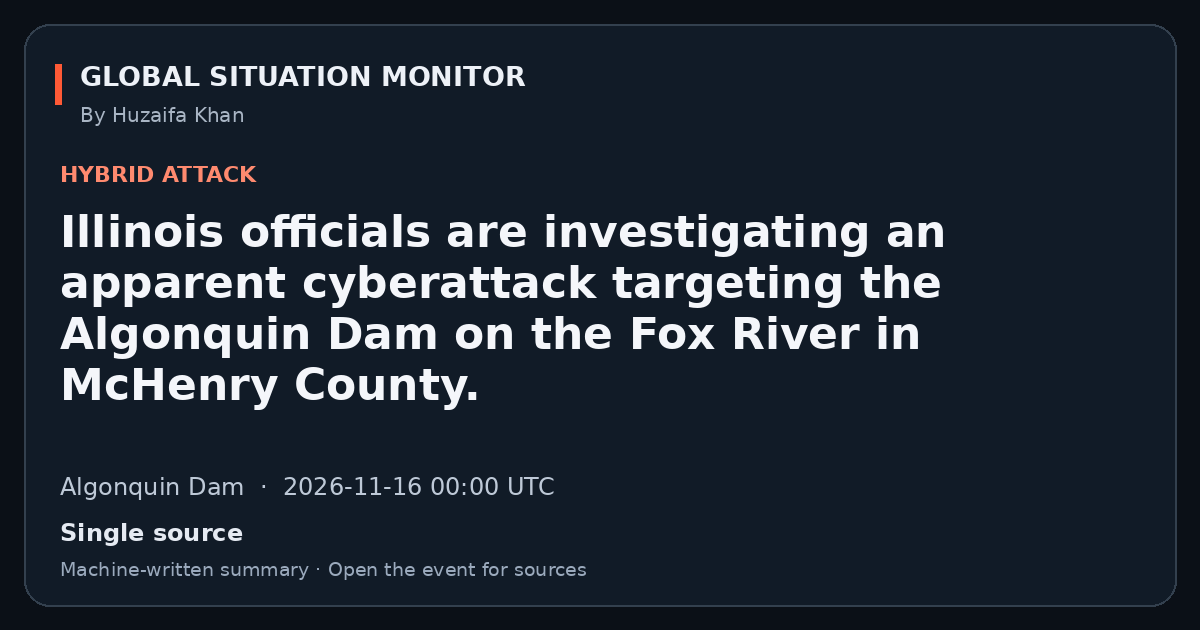 GLOBAL SITUATION MONITOR
By Huzaifa Khan
HYBRID ATTACK
Illinois officials are investigating an
apparent cyberattack targeting the
Algonquin Dam on the Fox River in
McHenry County.
Algonquin Dam · 2026-11-16 00:00 UTC
Single source
Machine-written summary · Open the event for sources